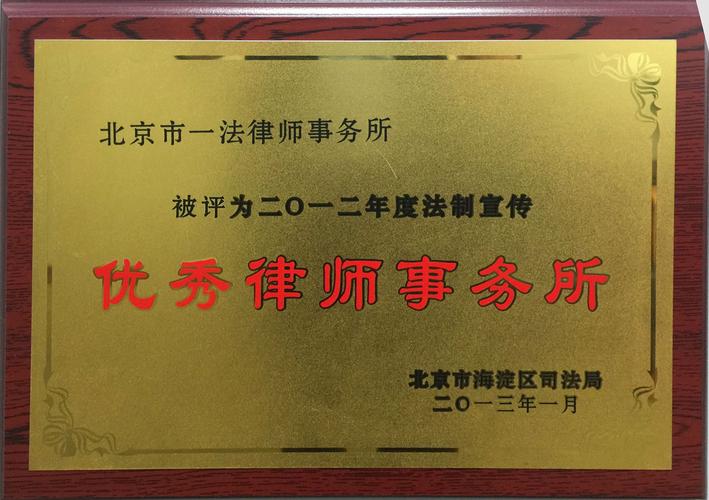 北京市一法律师事务所
被评为二〇一二年度法制宣传
优秀律师事务所
北京市海淀区司法局
二〇一三年一月